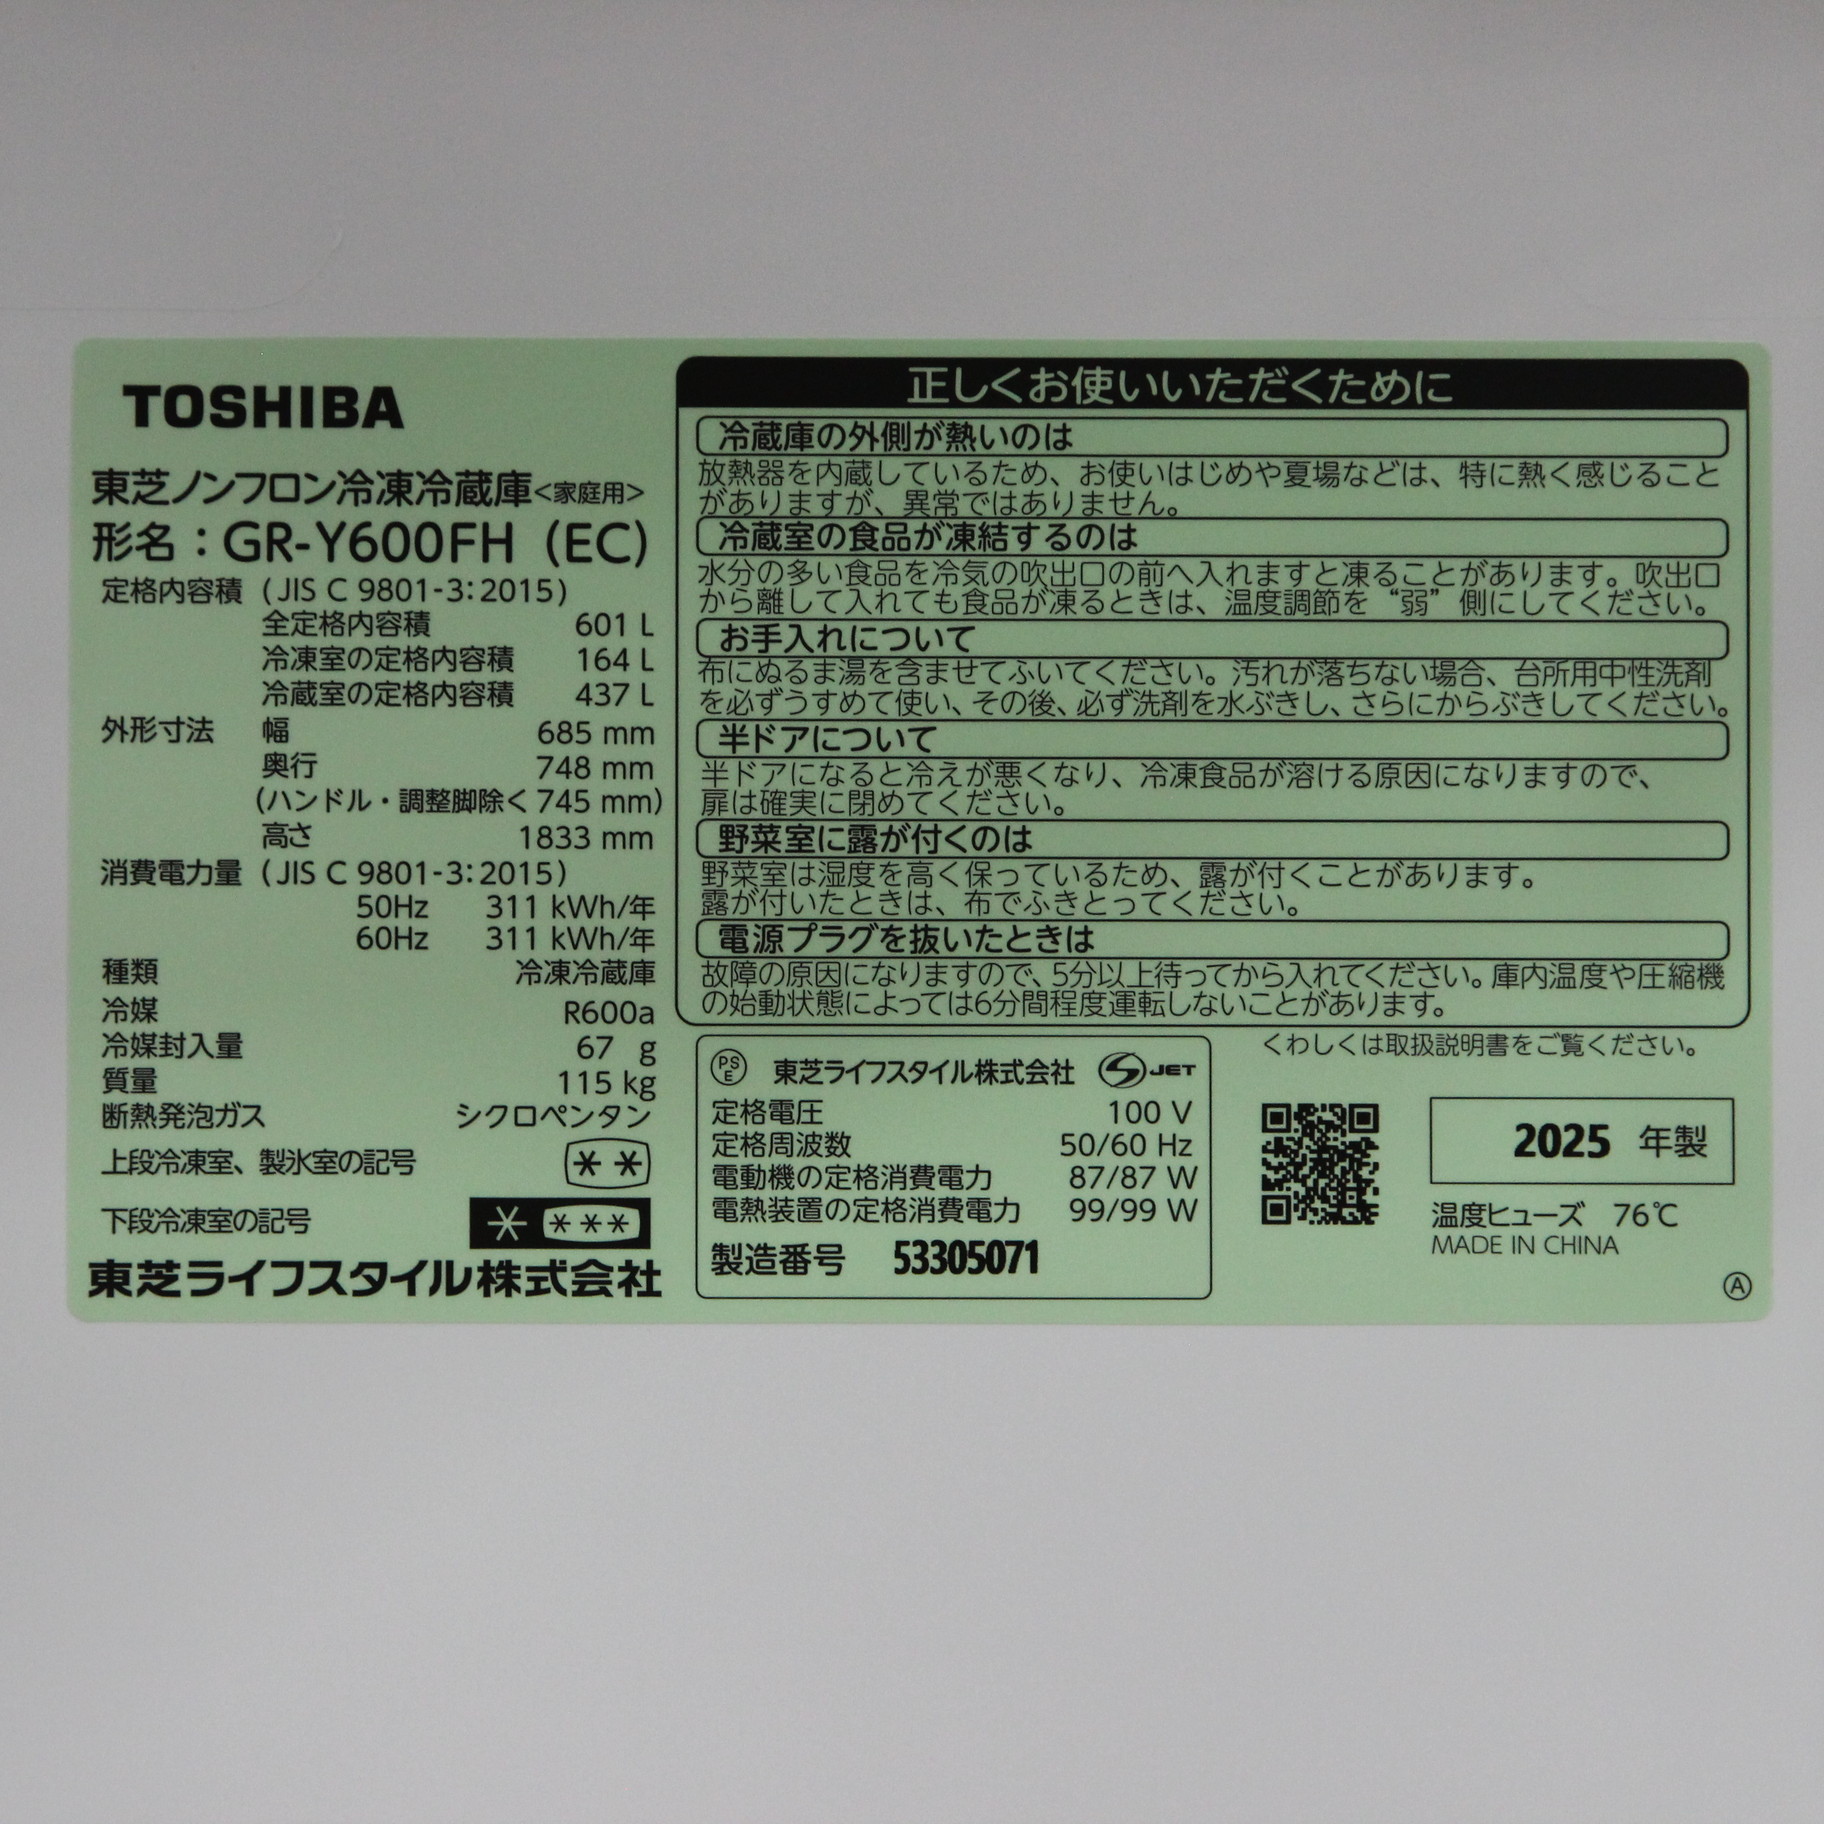 TOSHIBA
東芝ノンフロン冷凍冷蔵庫<家庭用>
形名：GR-Y600FH (EC)
定格内容積 (JIS C 9801-3:2015)
全定格内容積 601 L
冷凍室の定格内容積 164 L
冷蔵室の定格内容積 437 L
外形寸法 幅 685 mm
奥行 748 mm
(ハンドル・調整脚除く 745 mm)
高さ 1833 mm
消費電力量 (JIS C 9801-3:2015)
50Hz 311 kWh/年
60Hz 311 kWh/年
種類 冷凍冷蔵庫
冷媒 R600a
冷媒封入量 67 g
質量 115 kg
断熱発泡ガス シクロペンタン
上段冷凍室、製氷室の記号 **
下段冷凍室の記号 * ***
東芝ライフスタイル株式会社
正しくお使いいただくために
冷蔵庫の外側が熱いのは
放熱器を内蔵しているため、お使いはじめや夏場などは、特に熱く感じること
がありますが、異常ではありません。
冷蔵室の食品が凍結するのは
水分の多い食品を冷気の吹出口の前へ入れますと凍ることがあります。吹出口
から離して入れても食品が凍るときは、温度調節を“弱”側にしてください。
お手入れについて
布にぬるま湯を含ませてふいてください。汚れが落ちない場合、台所用中性洗剤
を必ずうすめて使い、その後、必ず洗剤を水ぶきし、さらにからぶきしてください。
半ドアについて
半ドアになると冷えが悪くなり、冷凍食品が溶ける原因になりますので、
扉は確実に閉めてください。
野菜室に露が付くのは
野菜室は湿度を高く保っているため、露が付くことがあります。
露が付いたときは、布でふきとってください。
電源プラグを抜いたときは
故障の原因になりますので、5分以上待ってから入れてください。庫内温度や圧縮機
の始動状態によっては6分間程度運転しないことがあります。
くわしくは取扱説明書をご覧ください。
PSE 東芝ライフスタイル株式会社 JET
定格電圧 100 V
定格周波数 50/60 Hz
電動機の定格消費電力 87/87 W
電熱装置の定格消費電力 99/99 W
製造番号 53305071
2025 年製
温度ヒューズ 76℃
MADE IN CHINA
Ⓐ